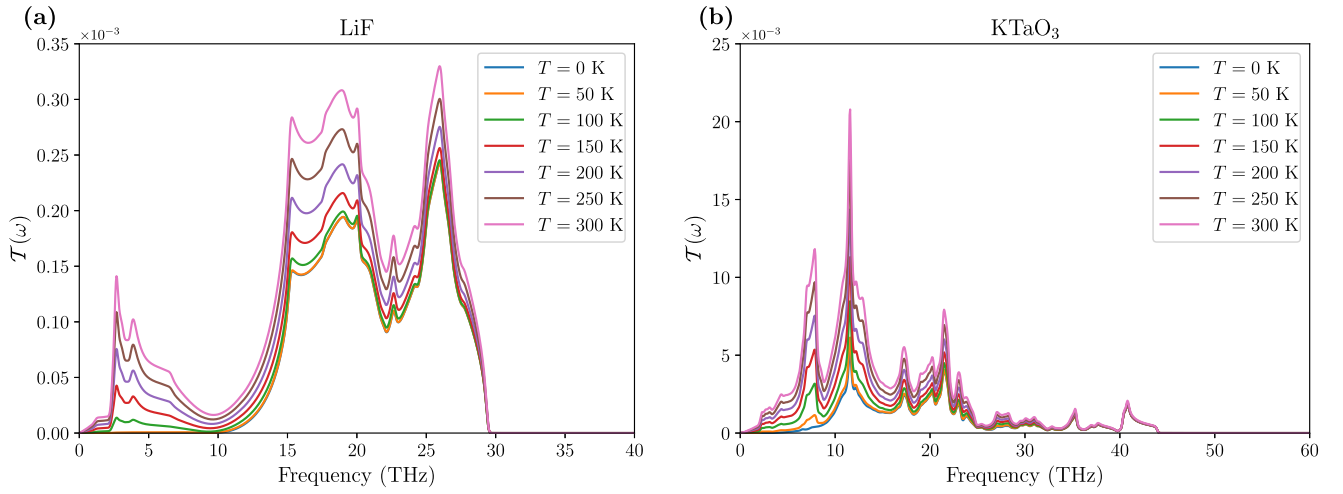 (a)
LiF
×10⁻³
0.35
0.30
0.25
0.20
0.15
0.10
0.05
0.00
𝒯(ω)
0
5
10
15
20
25
30
35
40
Frequency (THz)
T = 0 K
T = 50 K
T = 100 K
T = 150 K
T = 200 K
T = 250 K
T = 300 K
(b)
KTaO₃
×10⁻³
25
20
15
10
5
0
𝒯(ω)
0
10
20
30
40
50
60
Frequency (THz)
T = 0 K
T = 50 K
T = 100 K
T = 150 K
T = 200 K
T = 250 K
T = 300 K